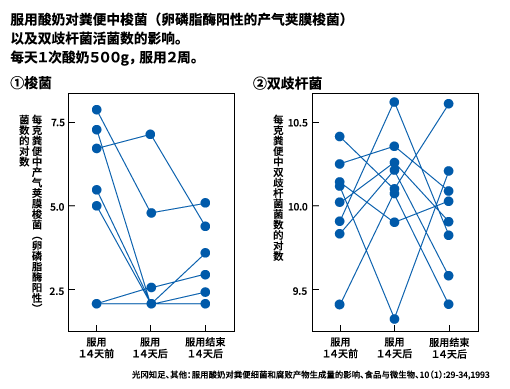 服用酸奶对粪便中梭菌（卵磷脂酶阳性的产气荚膜梭菌）
以及双歧杆菌活菌数的影响。
每天1次酸奶500g，服用2周。
①梭菌
每克粪便中产气荚膜梭菌（卵磷脂酶阳性）
菌数的对数
7.5
5.0
2.5
服用
14天前
服用
14天后
服用结束
14天后
②双歧杆菌
每克粪便中双歧杆菌菌数的对数
10.5
10.0
9.5
服用
14天前
服用
14天后
服用结束
14天后
光冈知足、其他：服用酸奶对粪便细菌和腐败产物生成量的影响、食品与微生物、10（1）:29-34,1993